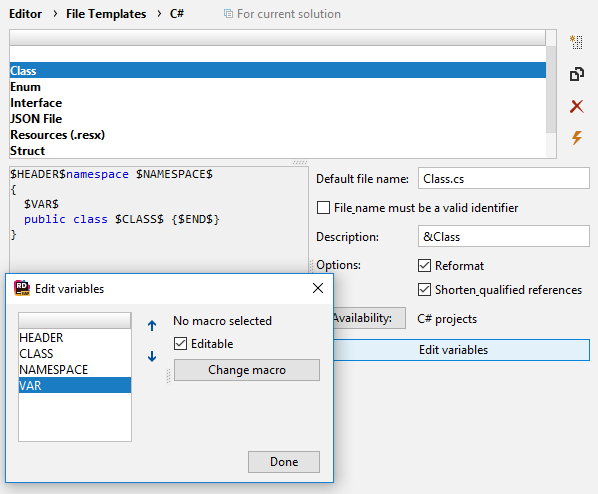 Editor › File Templates › C# For current solution
Class
Enum
Interface
JSON File
Resources (.resx)
Struct
$HEADER$namespace $NAMESPACE$
{
$VAR$
public class $CLASS$ {$END$}
}
Default file name: Class.cs
File name must be a valid identifier
Description: &Class
Options: Reformat
Shorten qualified references
Availability: C# projects
Edit variables
RD
EAP
Edit variables
HEADER
CLASS
NAMESPACE
VAR
No macro selected
Editable
Change macro
Done